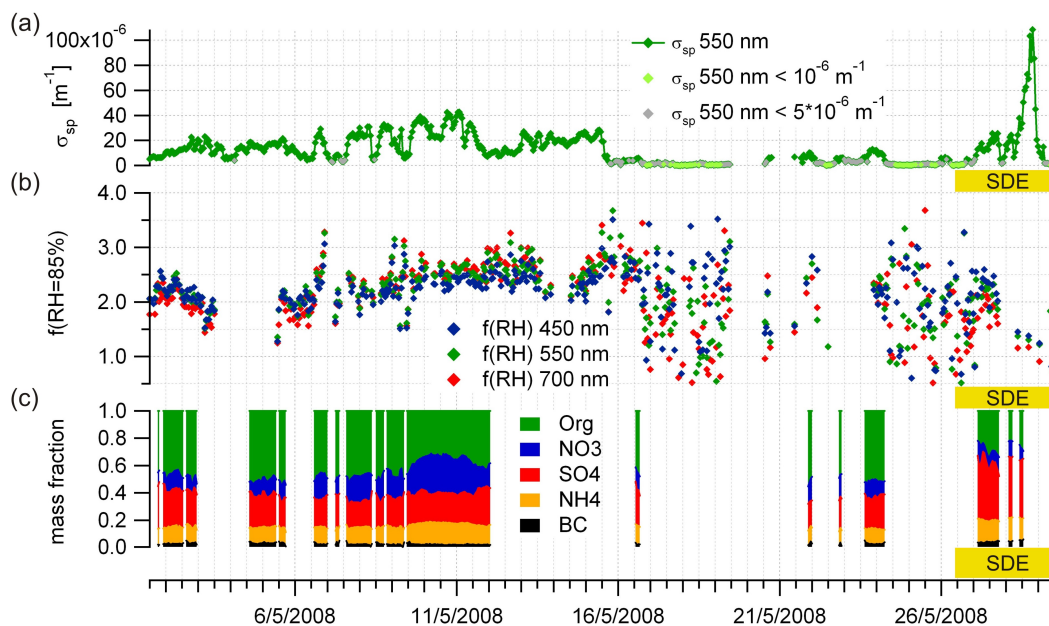 (a)
100x10⁻⁶
80
60
40
20
0
σsp [m⁻¹]
σsp 550 nm
σsp 550 nm < 10⁻⁶ m⁻¹
σsp 550 nm < 5*10⁻⁶ m⁻¹
SDE
(b)
4.0
3.0
2.0
1.0
f(RH=85%)
f(RH) 450 nm
f(RH) 550 nm
f(RH) 700 nm
SDE
(c)
1.0
0.8
0.6
0.4
0.2
0.0
mass fraction
Org
NO3
SO4
NH4
BC
SDE
6/5/2008 11/5/2008 16/5/2008 21/5/2008 26/5/2008